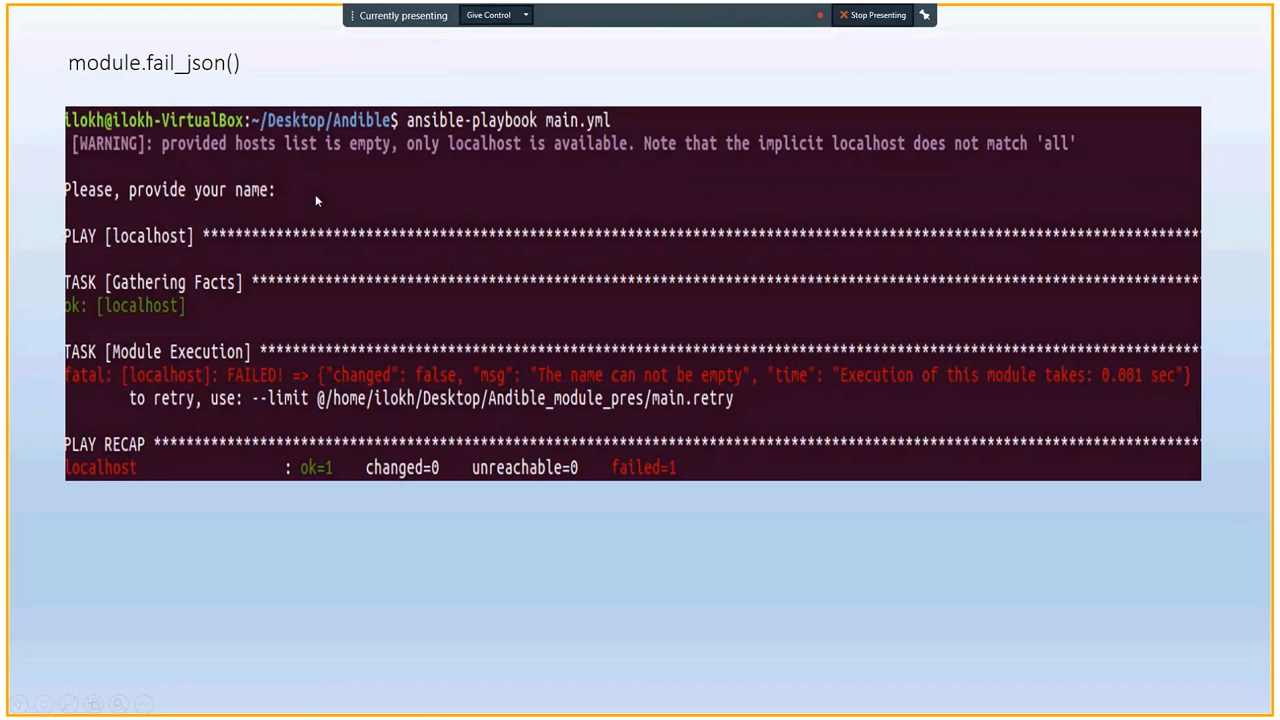 Currently presenting
Give Control
Stop Presenting
module.fail_json()
ilokh@ilokh-VirtualBox:~/Desktop/Andible$ ansible-playbook main.yml
[WARNING]: provided hosts list is empty, only localhost is available. Note that the implicit localhost does not match 'all'
Please, provide your name:
PLAY [localhost] *****************************************************************************************************************************
TASK [Gathering Facts] ***********************************************************************************************************************
ok: [localhost]
TASK [Module Execution] **********************************************************************************************************************
fatal: [localhost]: FAILED! => {"changed": false, "msg": "The name can not be empty", "time": "Execution of this module takes: 0.001 sec"}
to retry, use: --limit @/home/ilokh/Desktop/Andible_module_pres/main.retry
PLAY RECAP ***********************************************************************************************************************************
localhost : ok=1 changed=0 unreachable=0 failed=1